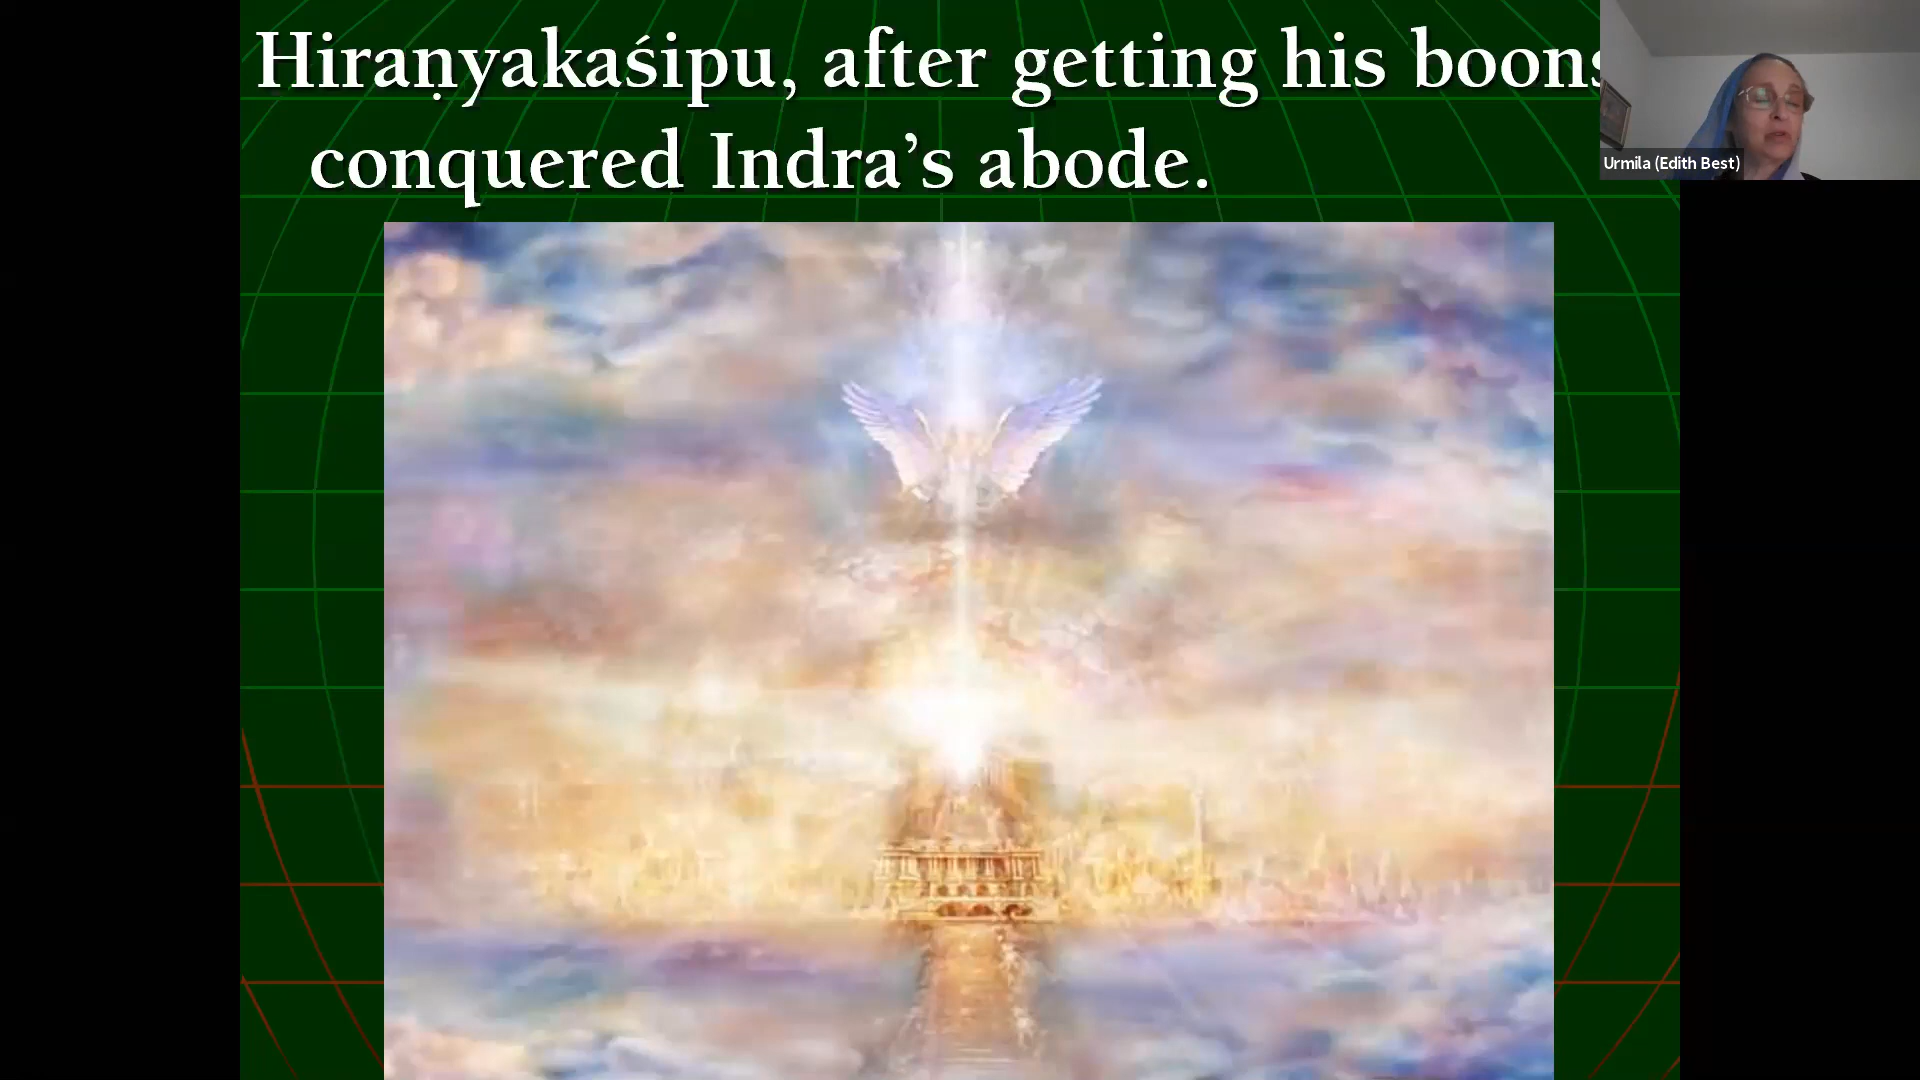 Hiraṇyakaśipu, after getting his boons
conquered Indra’s abode.
Urmila (Edith Best)